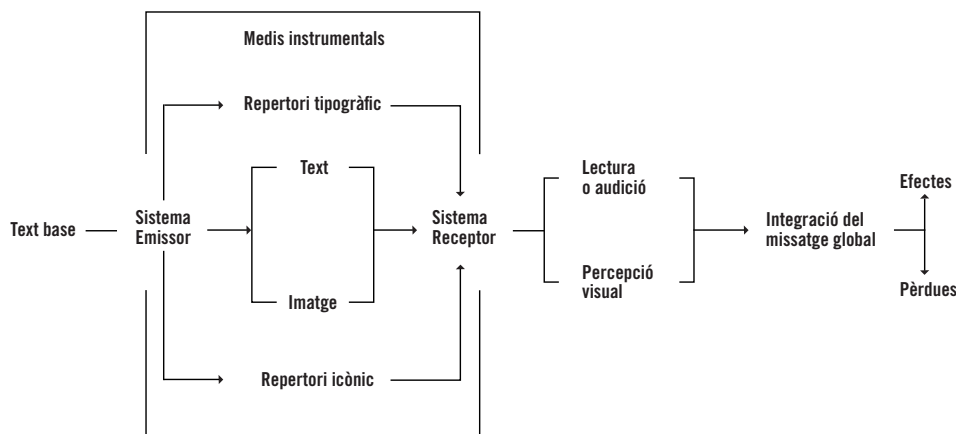 Medis instrumentals
Repertori tipogràfic
Text
Imatge
Repertori icònic
Text base
Sistema
Emissor
Sistema
Receptor
Lectura
o audició
Percepció
visual
Integració del
missatge global
Efectes
Pèrdues